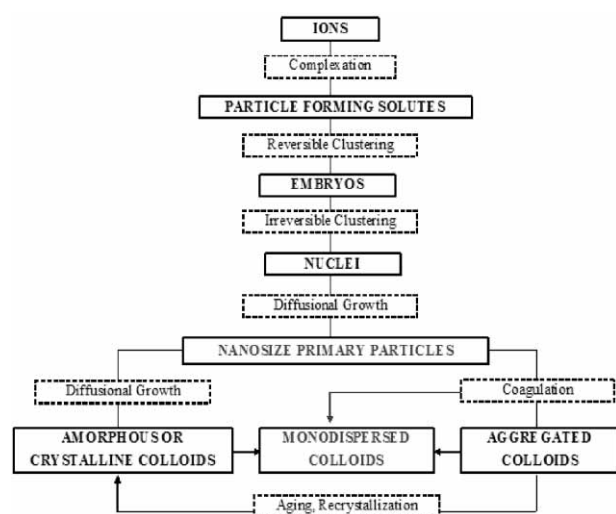 IONS
Complexation
PARTICLE FORMING SOLUTES
Reversible Clustering
EMBRYOS
Irreversible Clustering
NUCLEI
Diffusional Growth
NANOSIZE PRIMARY PARTICLES
Diffusional Growth
Coagulation
AMORPHOUS OR
CRYSTALLINE COLLOIDS
MONODISPERSED
COLLOIDS
AGGREGATED
COLLOIDS
Aging, Recrystallization